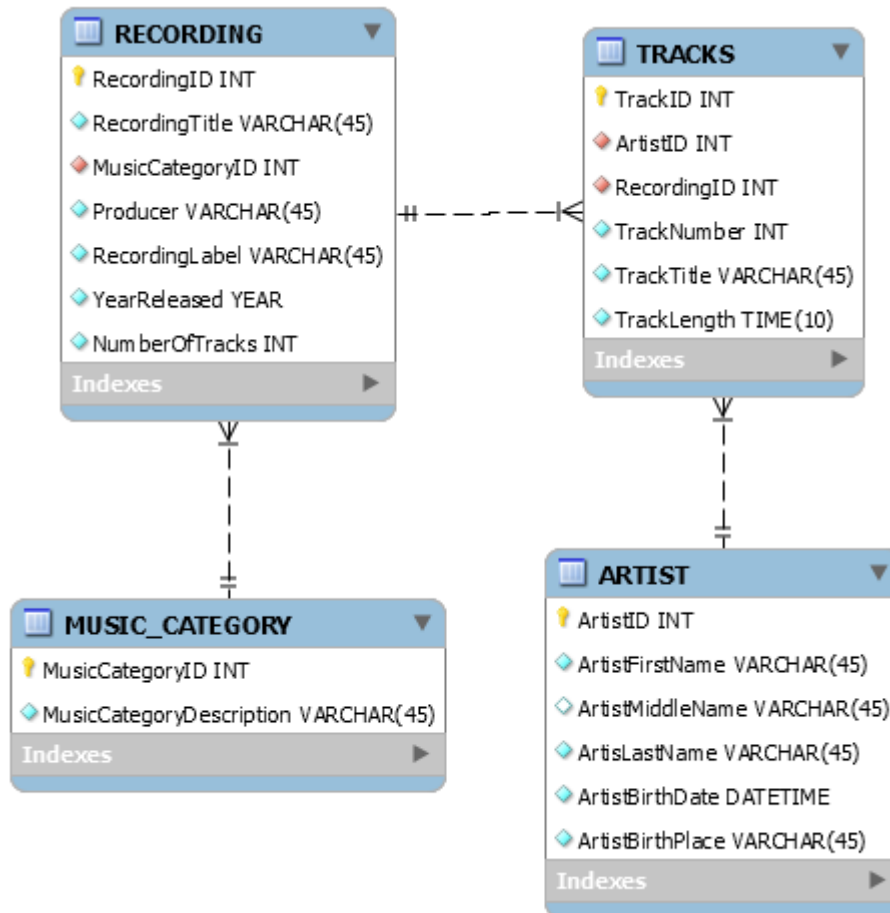 RECORDING
RecordingID INT
RecordingTitle VARCHAR(45)
MusicCategoryID INT
Producer VARCHAR(45)
RecordingLabel VARCHAR(45)
YearReleased YEAR
NumberOfTracks INT
Indexes
TRACKS
TrackID INT
ArtistID INT
RecordingID INT
TrackNumber INT
TrackTitle VARCHAR(45)
TrackLength TIME(10)
Indexes
MUSIC_CATEGORY
MusicCategoryID INT
MusicCategoryDescription VARCHAR(45)
Indexes
ARTIST
ArtistID INT
ArtistFirstName VARCHAR(45)
ArtistMiddleName VARCHAR(45)
ArtisLastName VARCHAR(45)
ArtistBirthDate DATETIME
ArtistBirthPlace VARCHAR(45)
Indexes